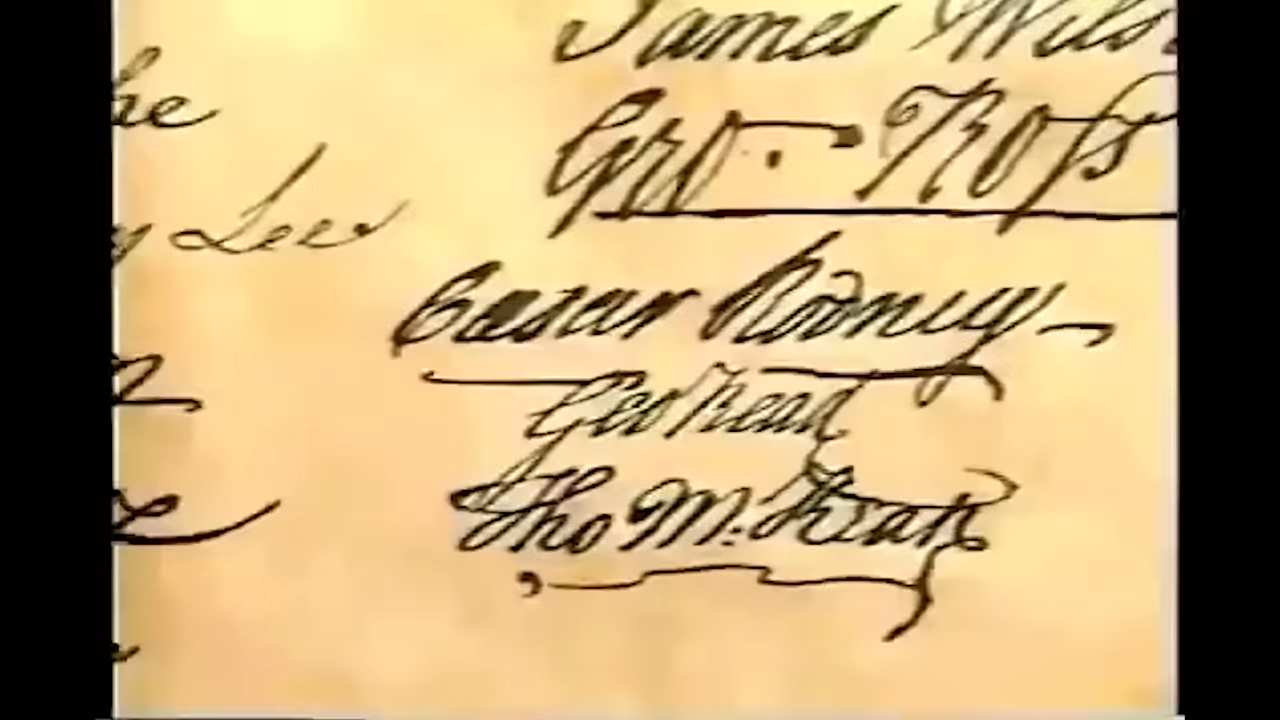 James Wils
he
Geo. Ross
y Lee
Caesar Rodney
Geo Read
Tho M:Kean